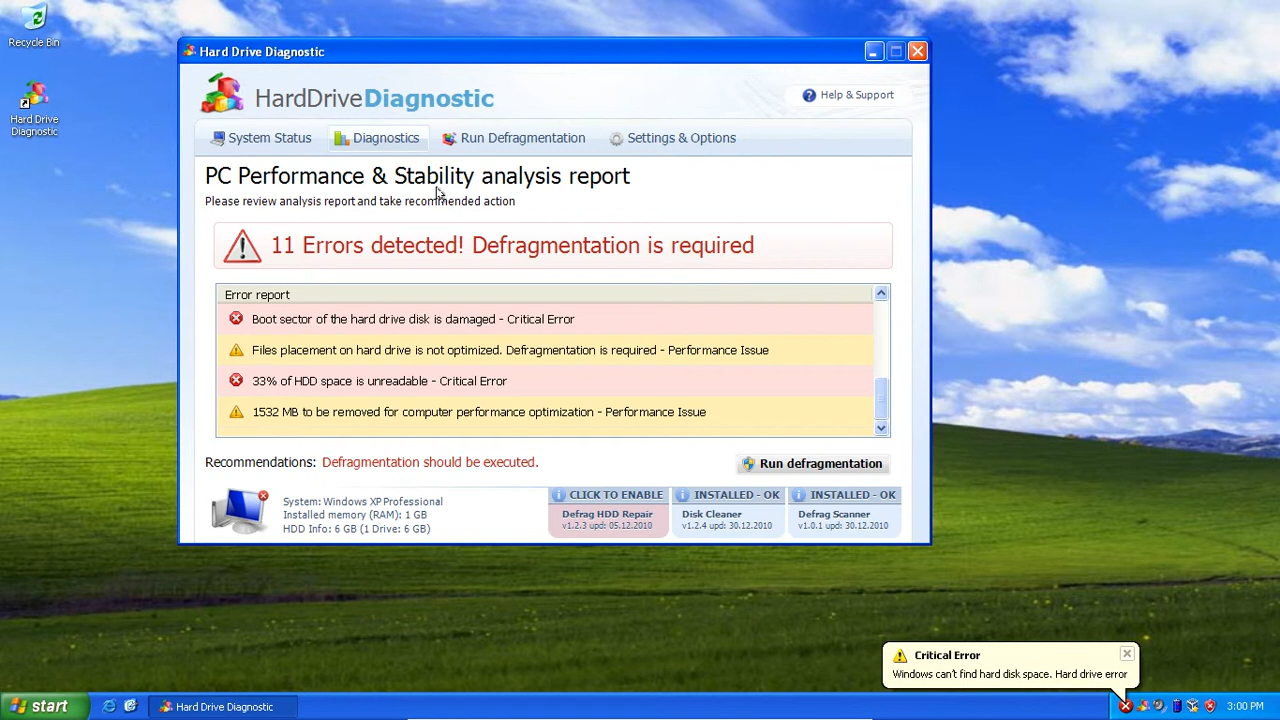 Recycle Bin
Hard Drive
Diagnostic
Hard Drive Diagnostic
HardDriveDiagnostic
Help & Support
System Status
Diagnostics
Run Defragmentation
Settings & Options
PC Performance & Stability analysis report
Please review analysis report and take recommended action
11 Errors detected! Defragmentation is required
Error report
Boot sector of the hard drive disk is damaged - Critical Error
Files placement on hard drive is not optimized. Defragmentation is required - Performance Issue
33% of HDD space is unreadable - Critical Error
1532 MB to be removed for computer performance optimization - Performance Issue
Recommendations: Defragmentation should be executed.
Run defragmentation
System: Windows XP Professional
Installed memory (RAM): 1 GB
HDD Info: 6 GB (1 Drive: 6 GB)
CLICK TO ENABLE
Defrag HDD Repair
v1.2.3 upd: 05.12.2010
INSTALLED - OK
Disk Cleaner
v1.2.4 upd: 30.12.2010
INSTALLED - OK
Defrag Scanner
v1.0.1 upd: 30.12.2010
Critical Error
Windows can't find hard disk space. Hard drive error
start
Hard Drive Diagnostic
3:00 PM